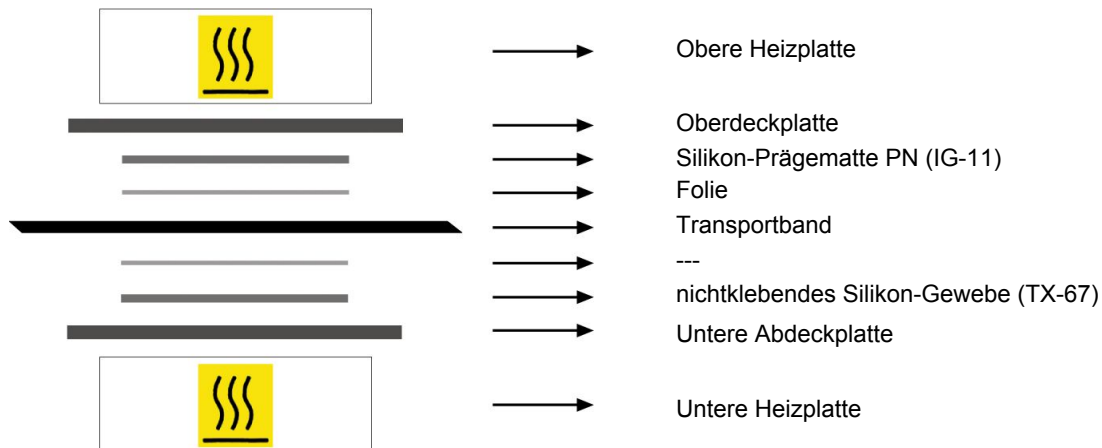 Obere Heizplatte
Oberdeckplatte
Silikon-Prägematte PN (IG-11)
Folie
Transportband
---
nichtklebendes Silikon-Gewebe (TX-67)
Untere Abdeckplatte
Untere Heizplatte